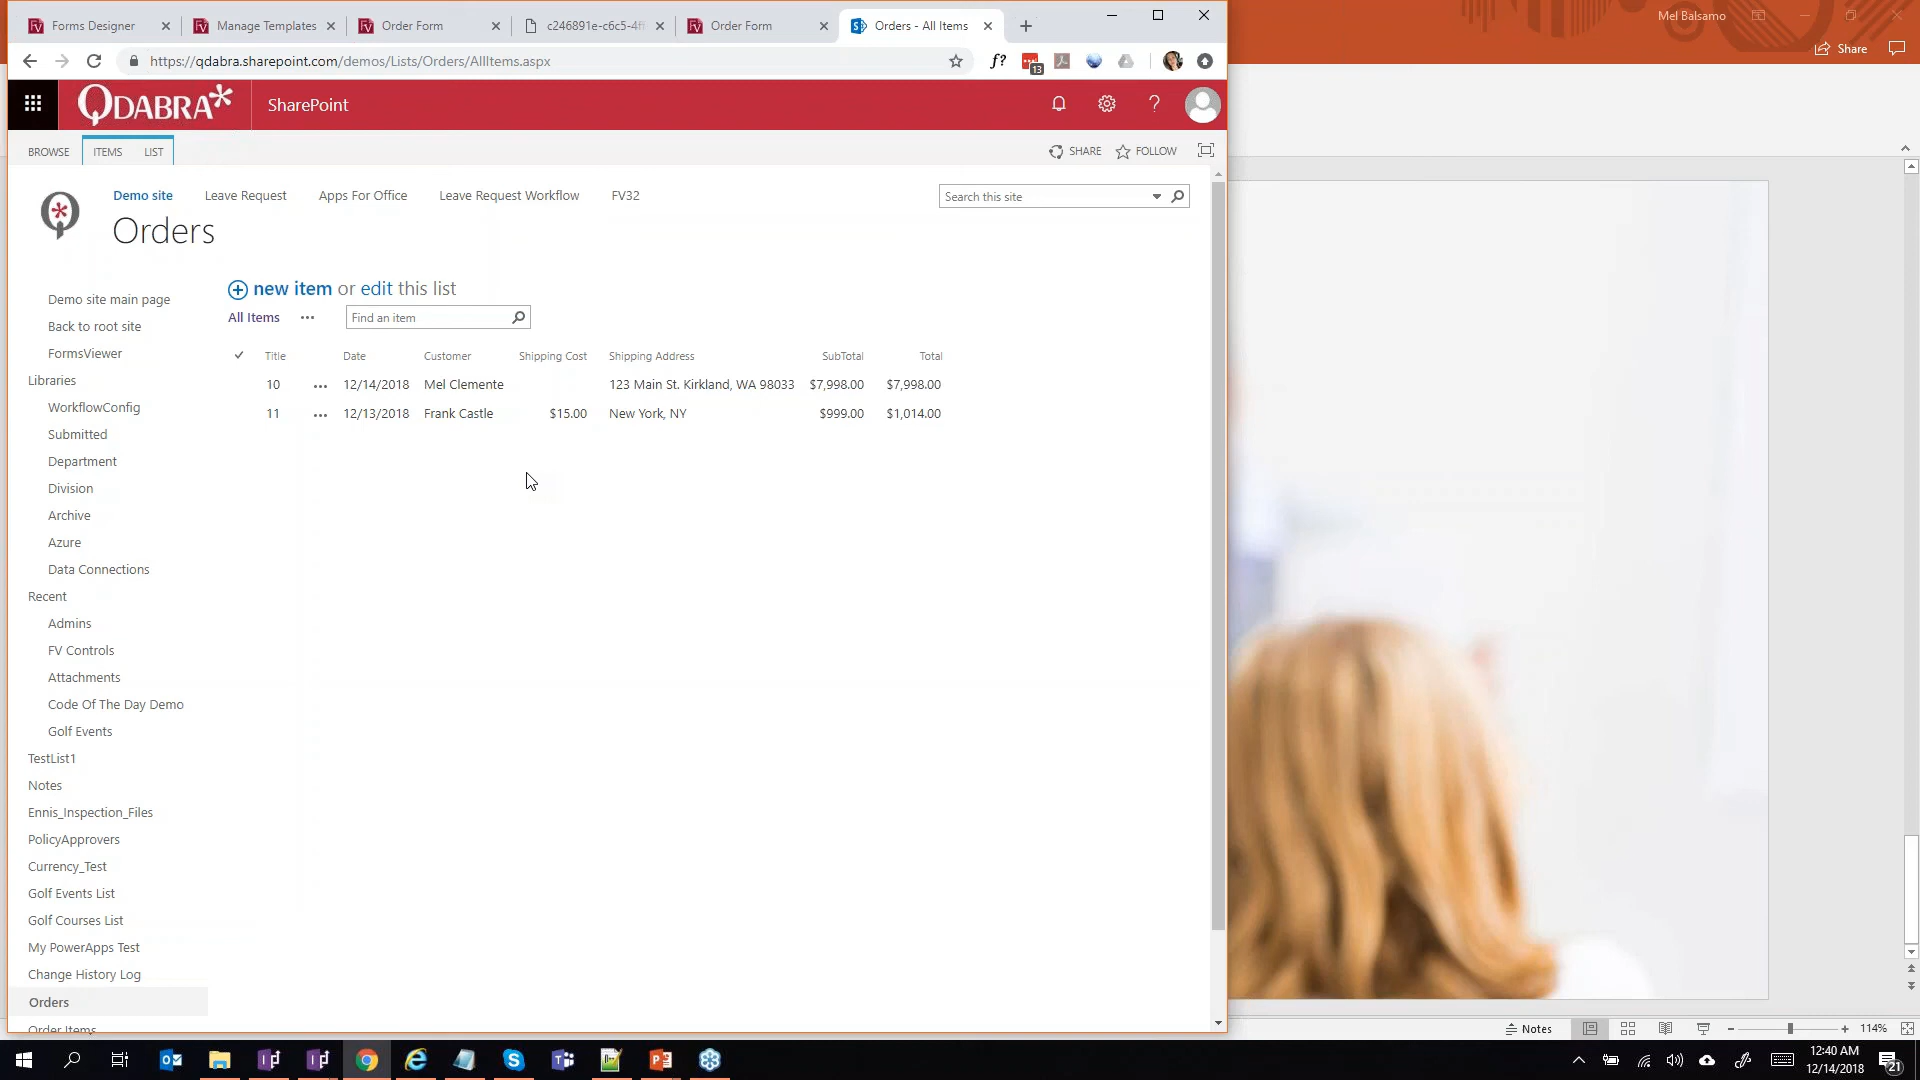 Forms Designer
Manage Templates
Order Form
c246891e-c6c5-4f
Order Form
Orders - All Items
Mel Balsamo
https://qdabra.sharepoint.com/demos/Lists/Orders/AllItems.aspx
f?
13
Share
QDABRA*
SharePoint
BROWSE
ITEMS
LIST
SHARE
FOLLOW
Demo site
Leave Request
Apps For Office
Leave Request Workflow
FV32
Search this site
Orders
new item or edit this list
All Items
Find an item
Title Date Customer Shipping Cost Shipping Address SubTotal Total
10 12/14/2018 Mel Clemente 123 Main St. Kirkland, WA 98033 $7,998.00 $7,998.00
11 12/13/2018 Frank Castle $15.00 New York, NY $999.00 $1,014.00
Demo site main page
Back to root site
FormsViewer
Libraries
WorkflowConfig
Submitted
Department
Division
Archive
Azure
Data Connections
Recent
Admins
FV Controls
Attachments
Code Of The Day Demo
Golf Events
TestList1
Notes
Ennis_Inspection_Files
PolicyApprovers
Currency_Test
Golf Events List
Golf Courses List
My PowerApps Test
Change History Log
Orders
Order Items
Notes
114%
12:40 AM
12/14/2018
21